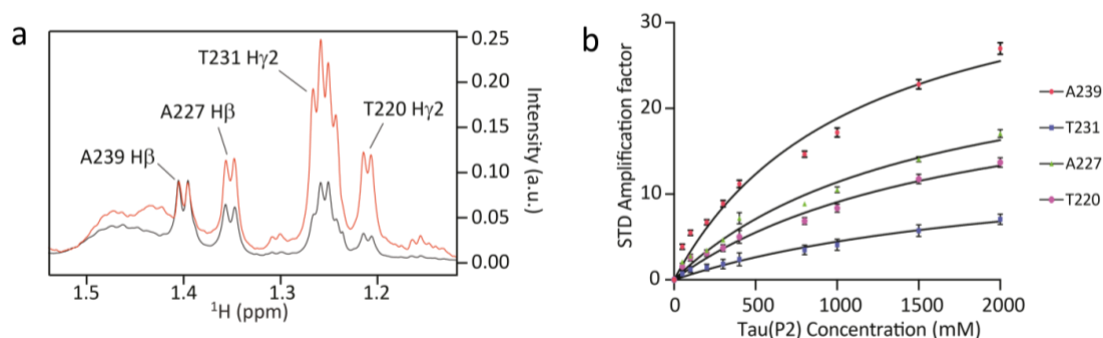 a
T231 Hγ2
A227 Hβ
T220 Hγ2
A239 Hβ
0.25
0.20
0.15
0.10
0.05
0.00
Intensity (a.u.)
1.5
1.4
1.3
1.2
¹H (ppm)
b
30
20
10
0
STD Amplification factor
0
500
1000
1500
2000
Tau(P2) Concentration (mM)
A239
T231
A227
T220